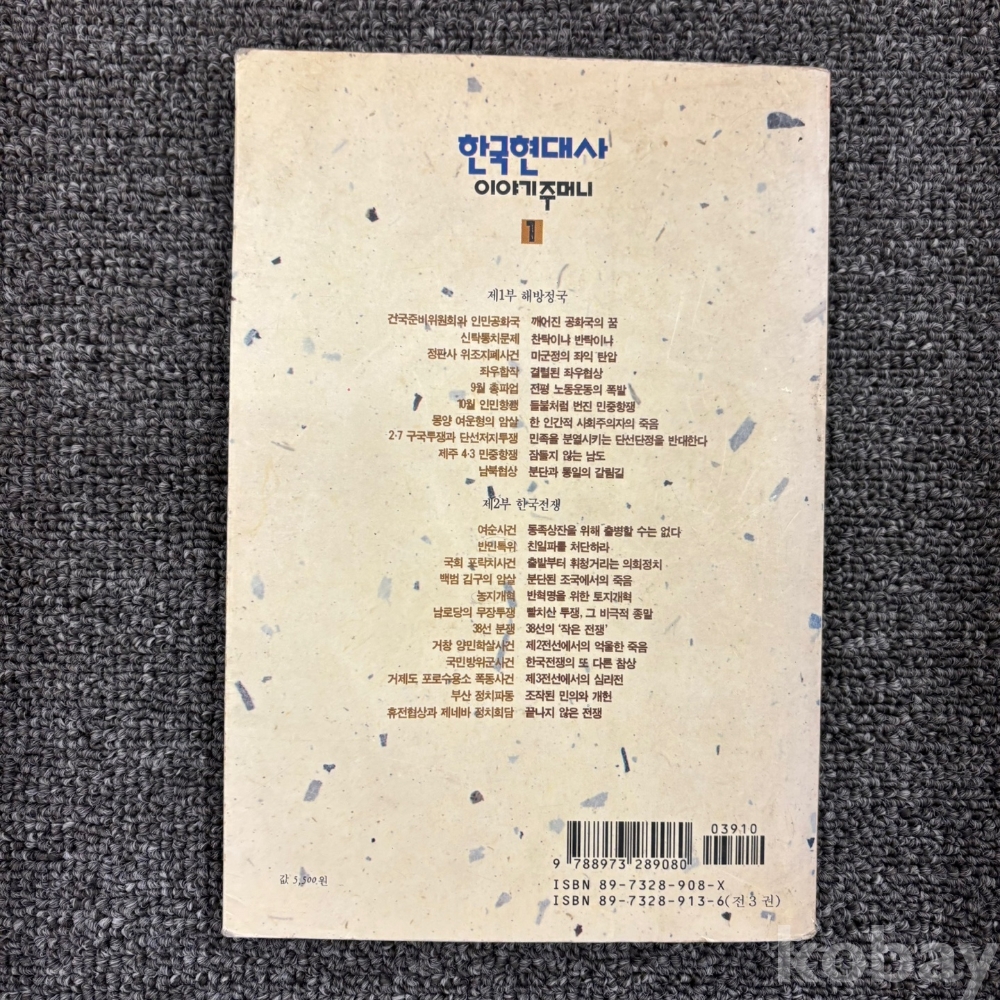 한국현대사
이야기주머니
1
제1부 해방정국
건국준비위원회와 인민공화국 깨어진 공화국의 꿈
신탁통치문제 찬탁이냐 반탁이냐
정판사 위조지폐사건 미군정의 좌익 탄압
좌우합작 결렬된 좌우협상
9월 총파업 전평 노동운동의 폭발
10월 인민항쟁 들불처럼 번진 민중항쟁
몽양 여운형의 암살 한 인간적 사회주의자의 죽음
2·7 구국투쟁과 단선저지투쟁 민족을 분열시키는 단선단정을 반대한다
제주 4·3 민중항쟁 잠들지 않는 남도
남북협상 분단과 통일의 갈림길
제2부 한국전쟁
여순사건 동족상잔을 위해 출병할 수는 없다
반민특위 친일파를 처단하라
국회 프락치사건 출발부터 휘청거리는 의회정치
백범 김구의 암살 분단된 조국에서의 죽음
농지개혁 반혁명을 위한 토지개혁
남로당의 무장투쟁 빨치산 투쟁, 그 비극적 종말
38선 분쟁 38선의 '작은 전쟁'
거창 양민학살사건 제2전선에서의 억울한 죽음
국민방위군사건 한국전쟁의 또 다른 참상
거제도 포로수용소 폭동사건 제3전선에서의 심리전
부산 정치파동 조작된 민의와 개헌
휴전협상과 제네바 정치회담 끝나지 않은 전쟁
03910
9 788973 289080
ISBN 89-7328-908-X
ISBN 89-7328-913-6(전3권)
값 5,500원
kobay